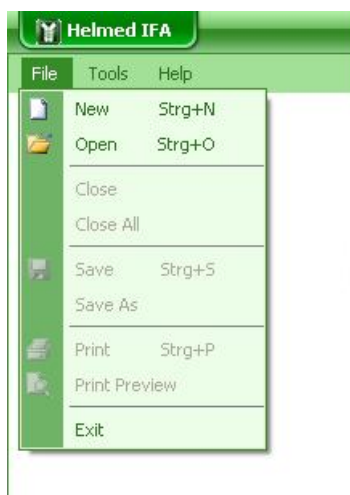 Helmed IFA
File Tools Help
New Strg+N
Open Strg+O
Close
Close All
Save Strg+S
Save As
Print Strg+P
Print Preview
Exit